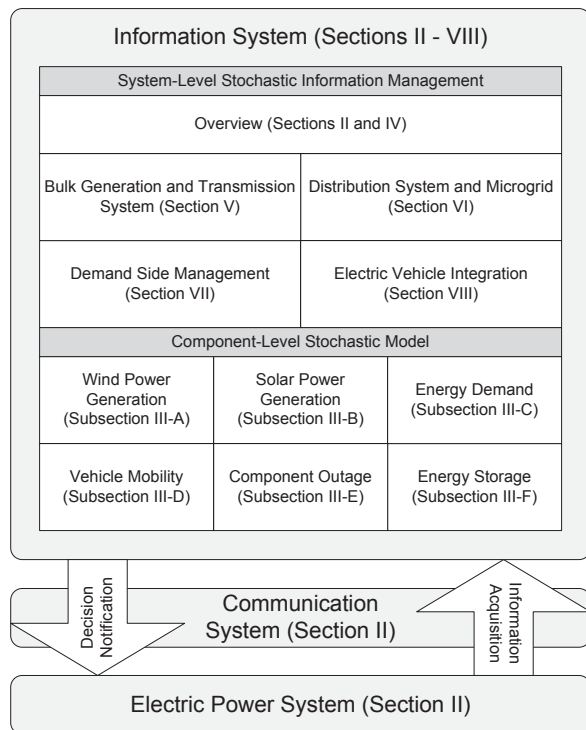 Information System (Sections II - VIII)
System-Level Stochastic Information Management
Overview (Sections II and IV)
Bulk Generation and Transmission
System (Section V)
Distribution System and Microgrid
(Section VI)
Demand Side Management
(Section VII)
Electric Vehicle Integration
(Section VIII)
Component-Level Stochastic Model
Wind Power
Generation
(Subsection III-A)
Solar Power
Generation
(Subsection III-B)
Energy Demand
(Subsection III-C)
Vehicle Mobility
(Subsection III-D)
Component Outage
(Subsection III-E)
Energy Storage
(Subsection III-F)
Decision
Notification
Communication
System (Section II)
Information
Acquisition
Electric Power System (Section II)